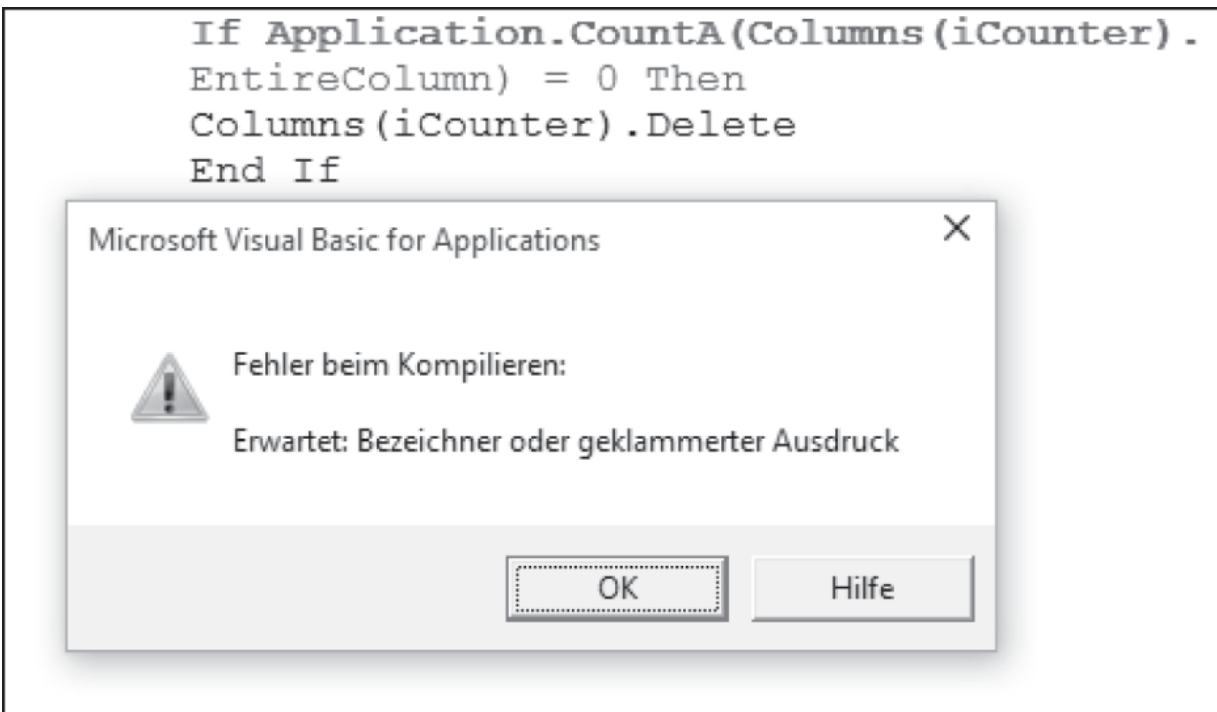 If Application.CountA(Columns(iCounter).
EntireColumn) = 0 Then
Columns(iCounter).Delete
End If
Microsoft Visual Basic for Applications
Fehler beim Kompilieren:
Erwartet: Bezeichner oder geklammerter Ausdruck
OK
Hilfe